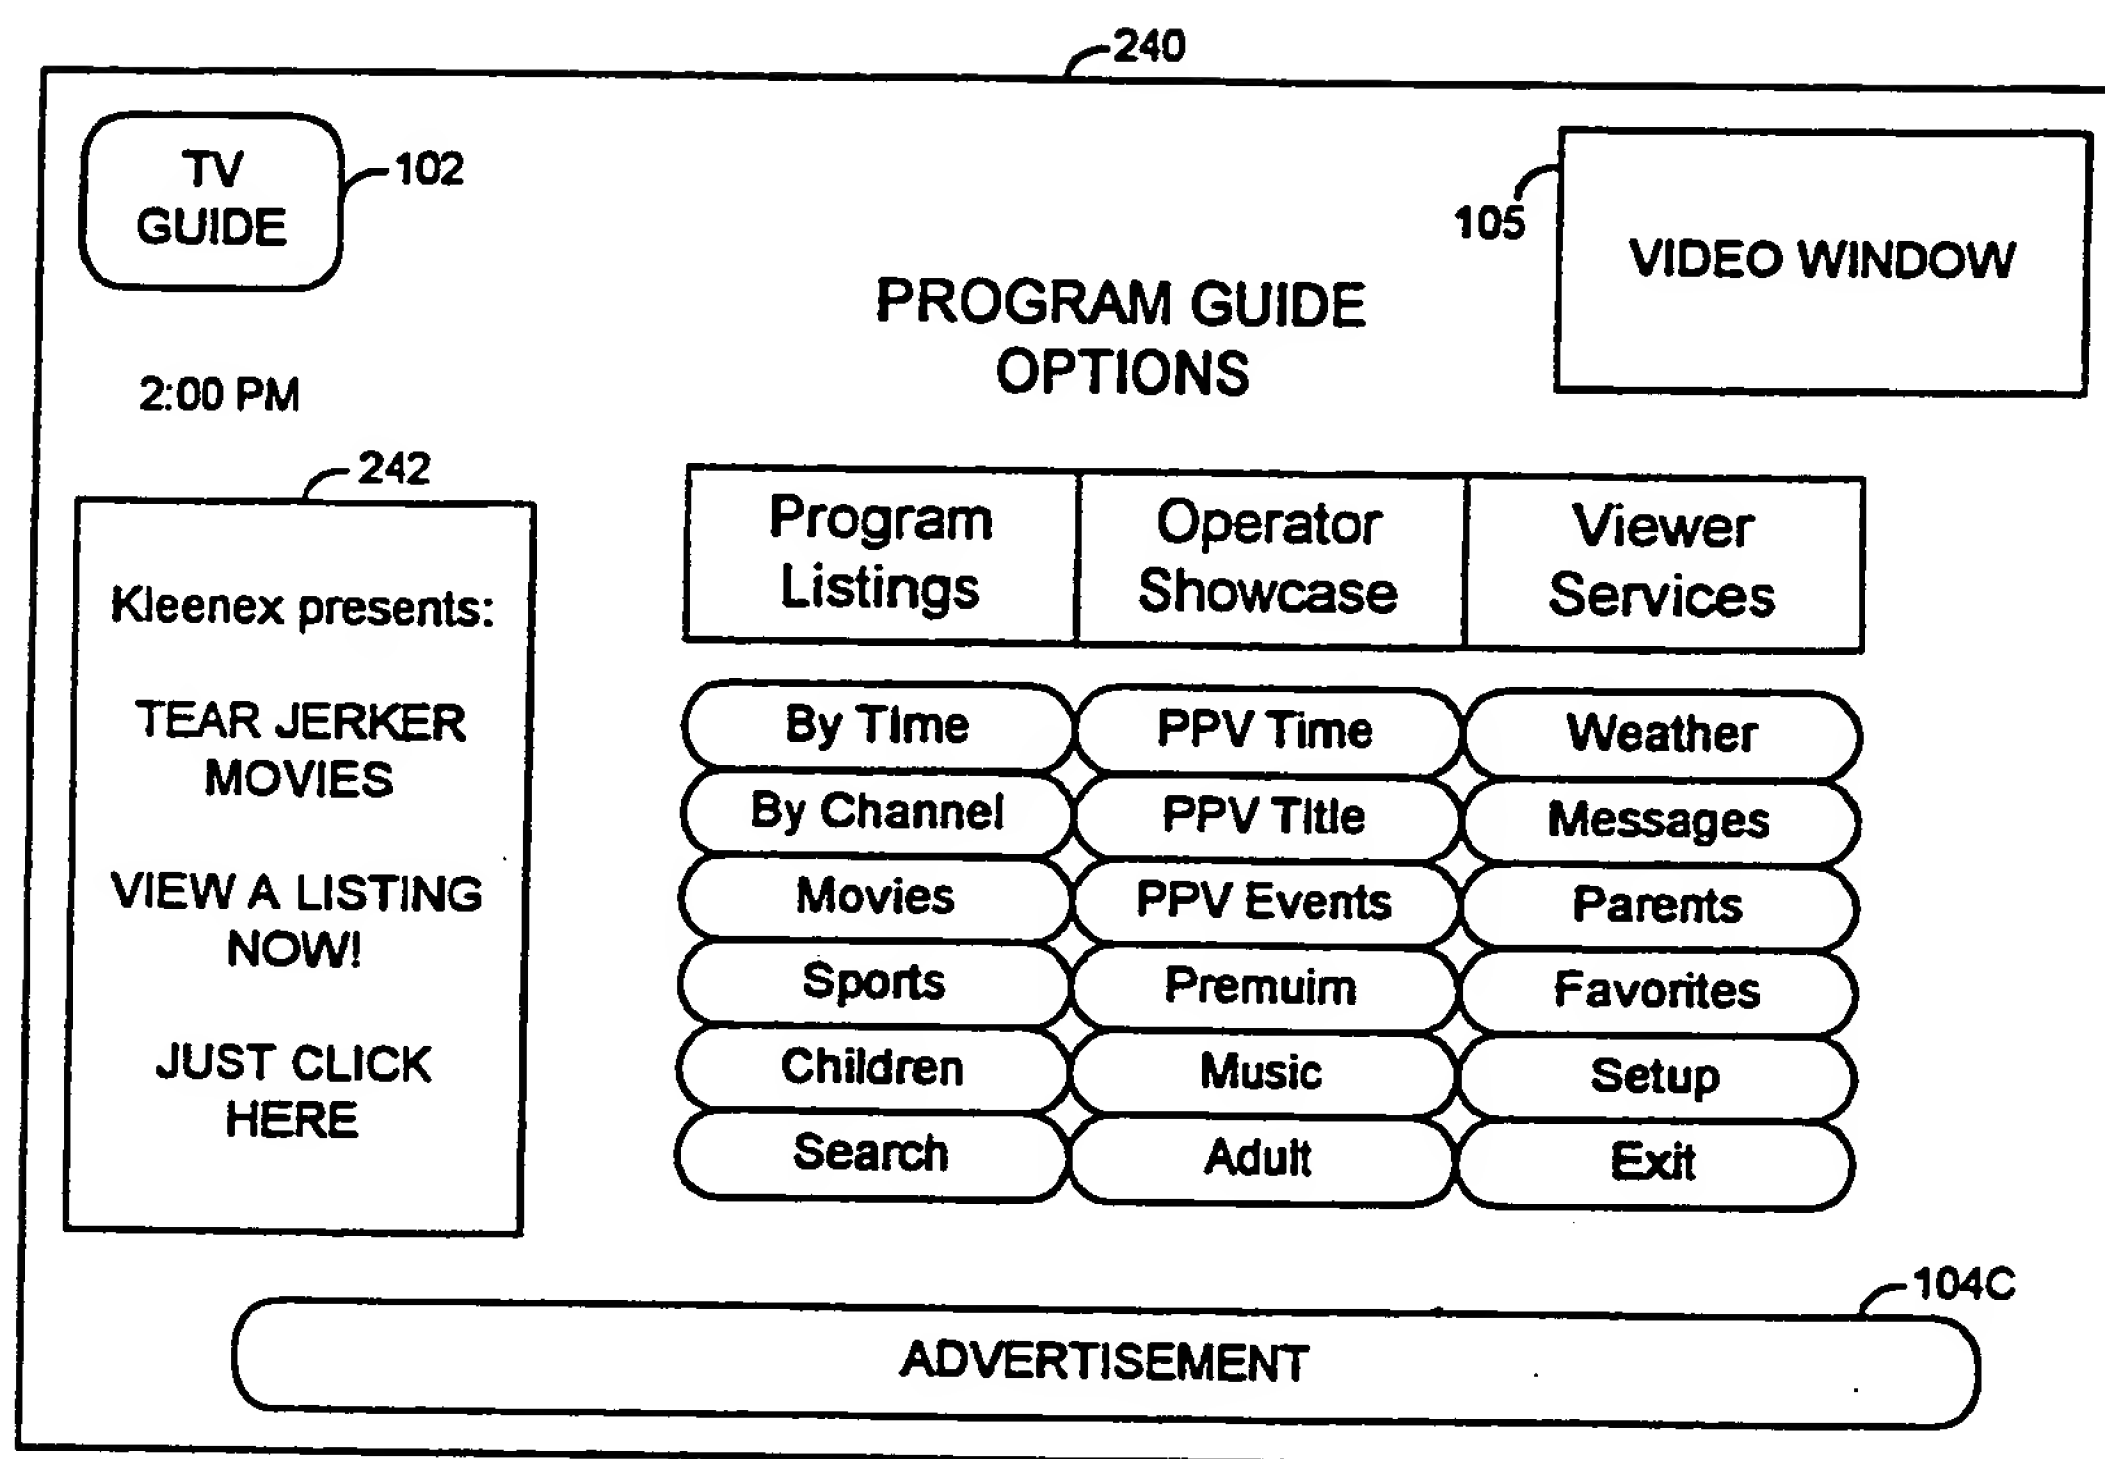 240
TV
GUIDE
102
105
VIDEO WINDOW
PROGRAM GUIDE
OPTIONS
2:00 PM
242
Kleenex presents:
TEAR JERKER
MOVIES
VIEW A LISTING
NOW!
JUST CLICK
HERE
Program
Listings
Operator
Showcase
Viewer
Services
By Time
PPV Time
Weather
By Channel
PPV Title
Messages
Movies
PPV Events
Parents
Sports
Premuim
Favorites
Children
Music
Setup
Search
Adult
Exit
104C
ADVERTISEMENT